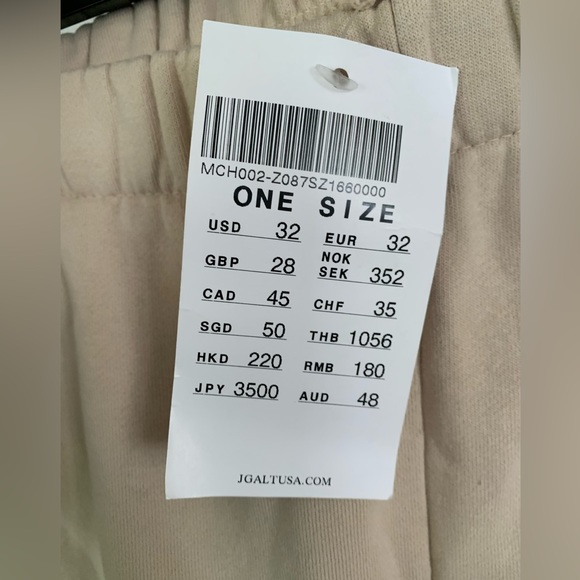 MCH002-Z087SZ1660000
ONE SIZE
USD 32 EUR 32
GBP 28 NOK SEK 352
CAD 45 CHF 35
SGD 50 THB 1056
HKD 220 RMB 180
JPY 3500 AUD 48
JGALTUSA.COM